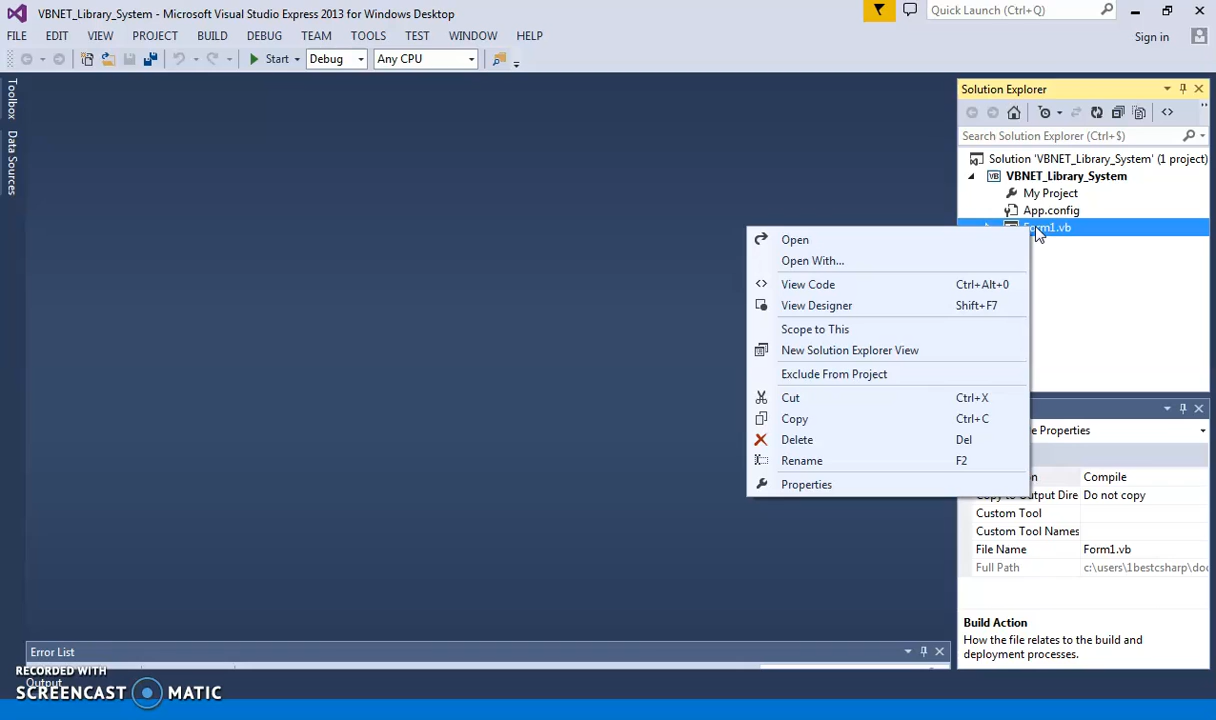 VBNET_Library_System - Microsoft Visual Studio Express 2013 for Windows Desktop
Quick Launch (Ctrl+Q)
FILE EDIT VIEW PROJECT BUILD DEBUG TEAM TOOLS TEST WINDOW HELP
Sign in
Start Debug Any CPU
Toolbox
Data Sources
Solution Explorer
Search Solution Explorer (Ctrl+$)
Solution 'VBNET_Library_System' (1 project)
VB VBNET_Library_System
My Project
App.config
Form1.vb
Open
Open With...
View Code Ctrl+Alt+0
View Designer Shift+F7
Scope to This
New Solution Explorer View
Exclude From Project
Cut Ctrl+X
Copy Ctrl+C
Delete Del
Rename F2
Properties
Properties
Compile
Copy to Output Dire Do not copy
Custom Tool
Custom Tool Names
File Name Form1.vb
Full Path c:\users\1bestcsharp\doc
Build Action
How the file relates to the build and
deployment processes.
Error List
Output
RECORDED WITH
SCREENCAST MATIC